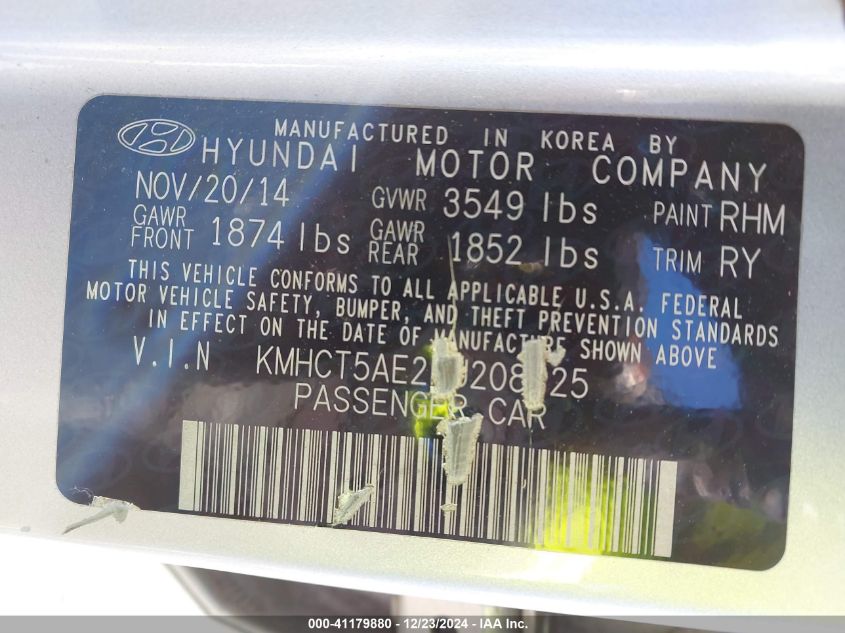 MANUFACTURED IN KOREA BY
HYUNDAI MOTOR COMPANY
NOV/20/14 GVWR 3549 lbs PAINT RHM
GAWR FRONT 1874 lbs GAWR REAR 1852 lbs TRIM RY
THIS VEHICLE CONFORMS TO ALL APPLICABLE U.S.A. FEDERAL
MOTOR VEHICLE SAFETY, BUMPER, AND THEFT PREVENTION STANDARDS
IN EFFECT ON THE DATE OF MANUFACTURE SHOWN ABOVE
V.I.N
PASSENGER CAR
000-41179880 - 12/23/2024 - IAA Inc.